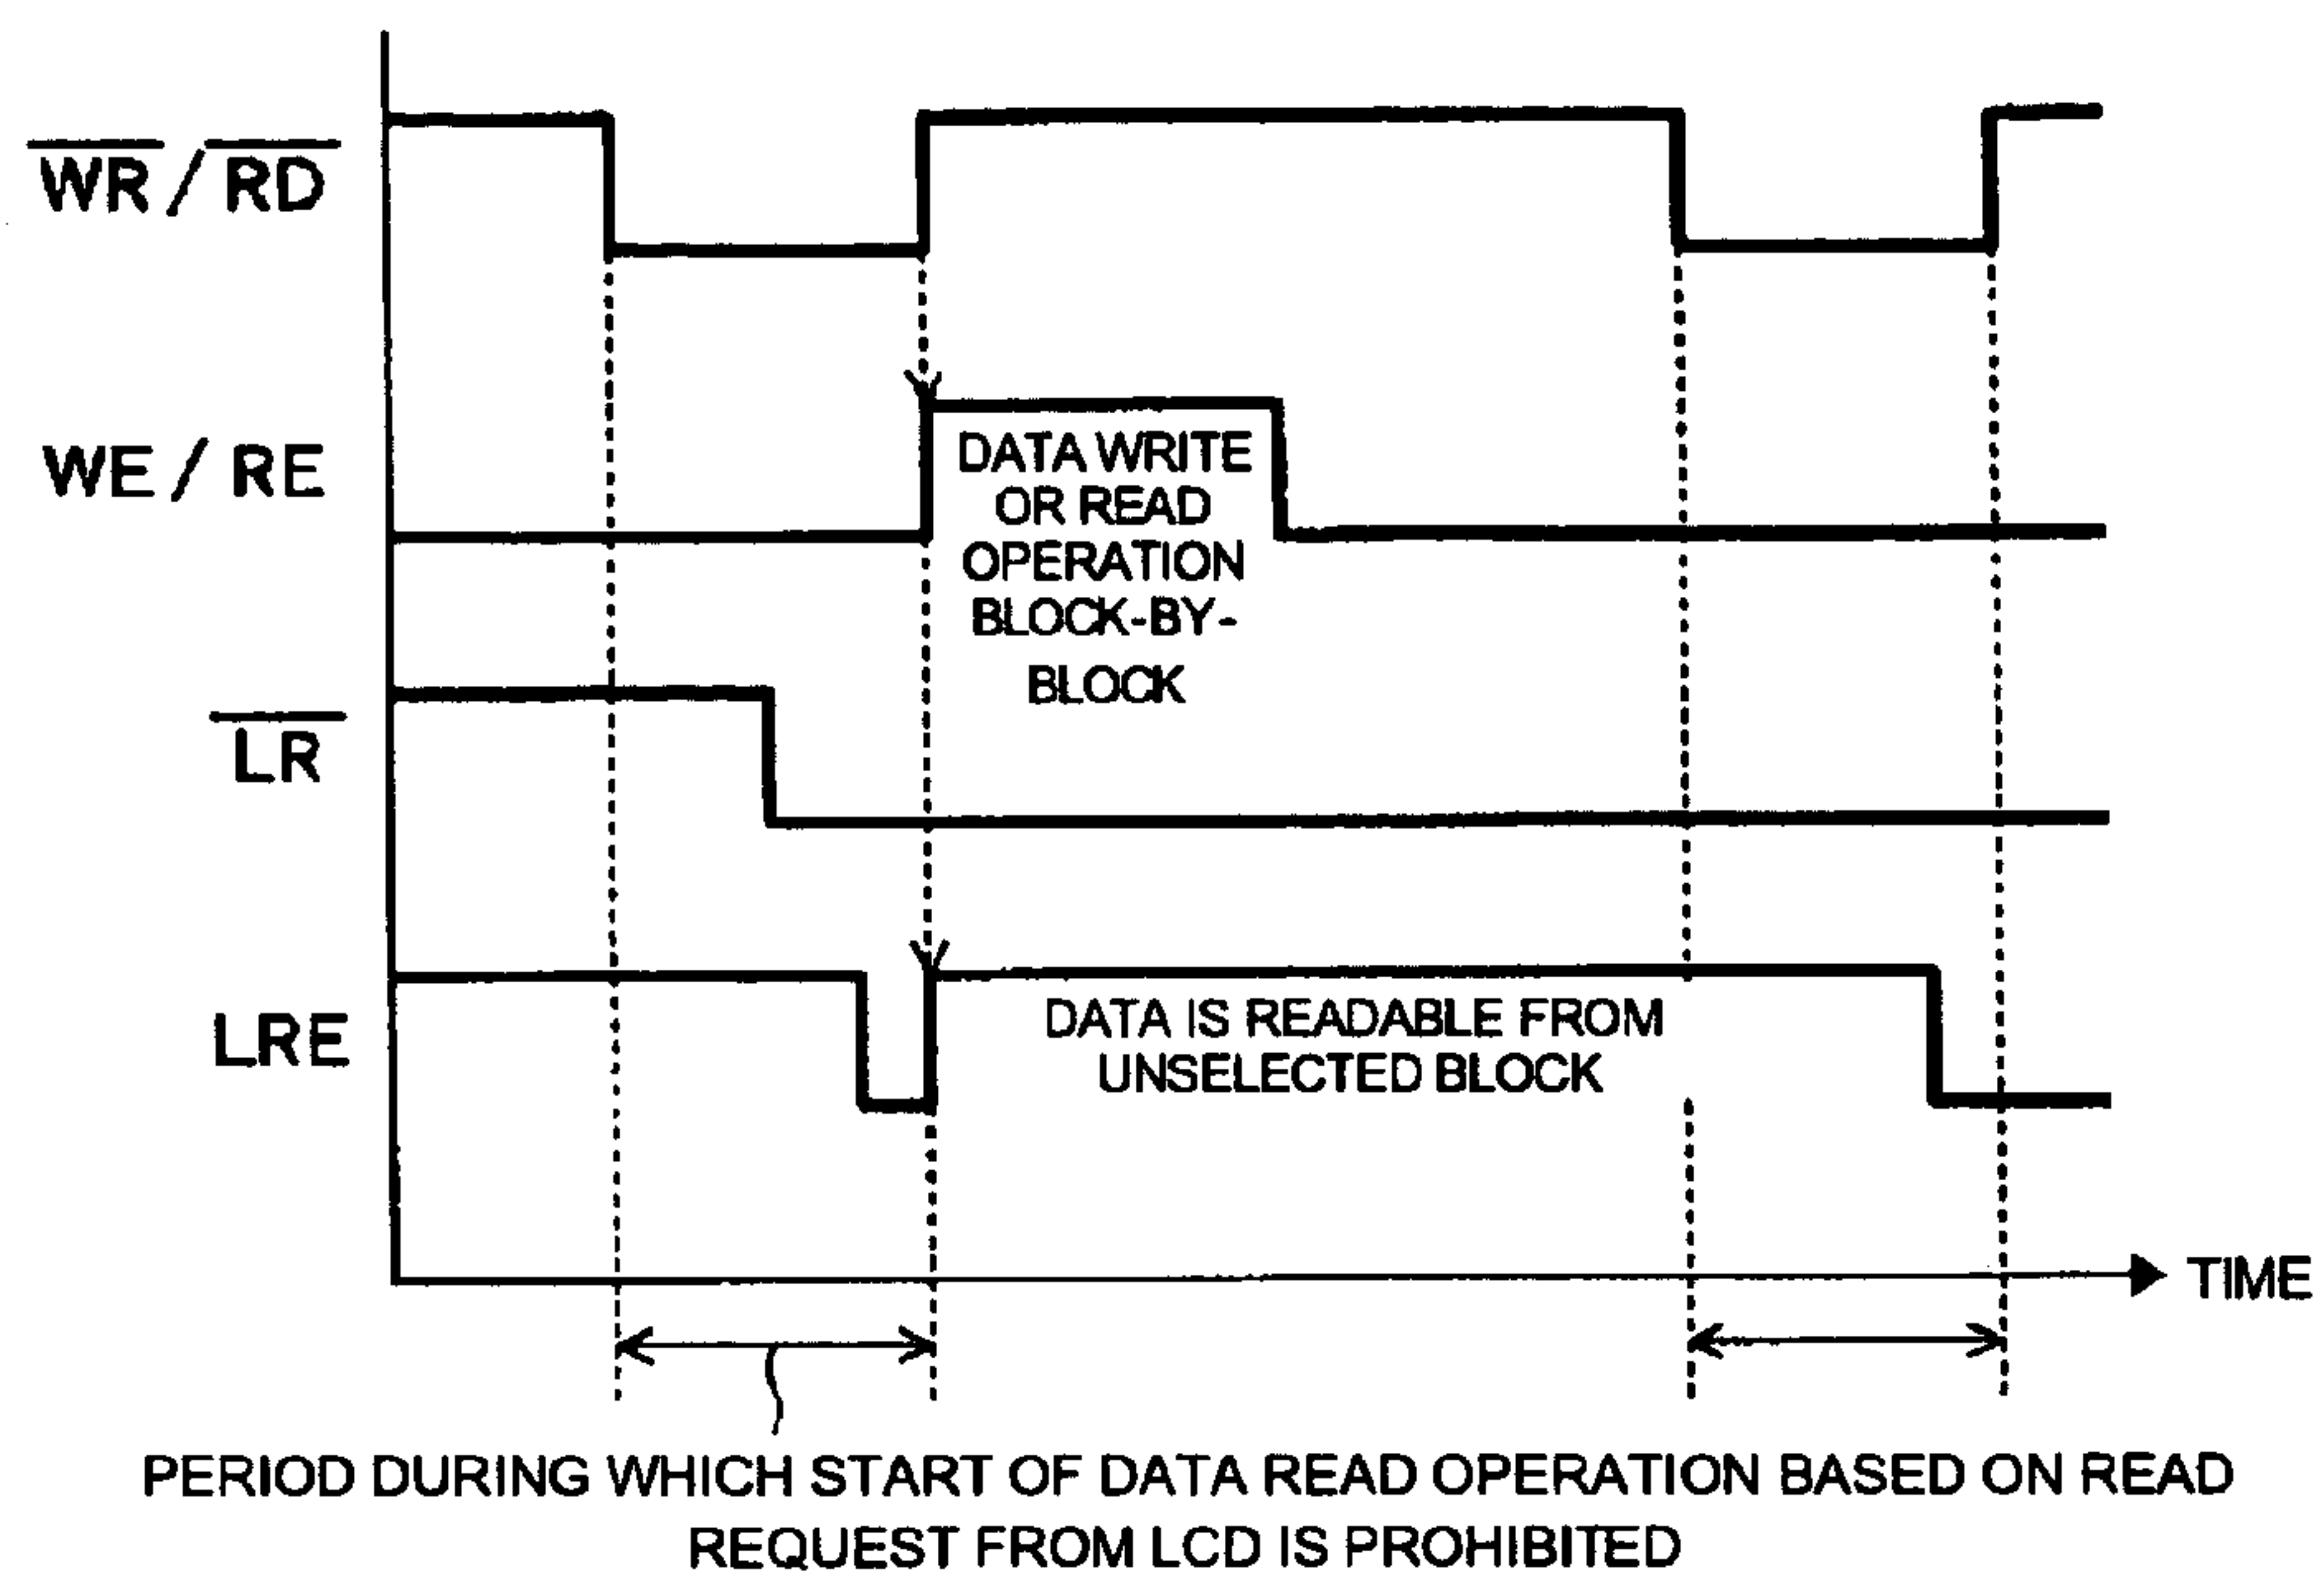 WR / RD
WE / RE
DATA WRITE
OR READ
OPERATION
BLOCK-BY-
BLOCK
LR
LRE
DATA IS READABLE FROM
UNSELECTED BLOCK
TIME
PERIOD DURING WHICH START OF DATA READ OPERATION BASED ON READ
REQUEST FROM LCD IS PROHIBITED